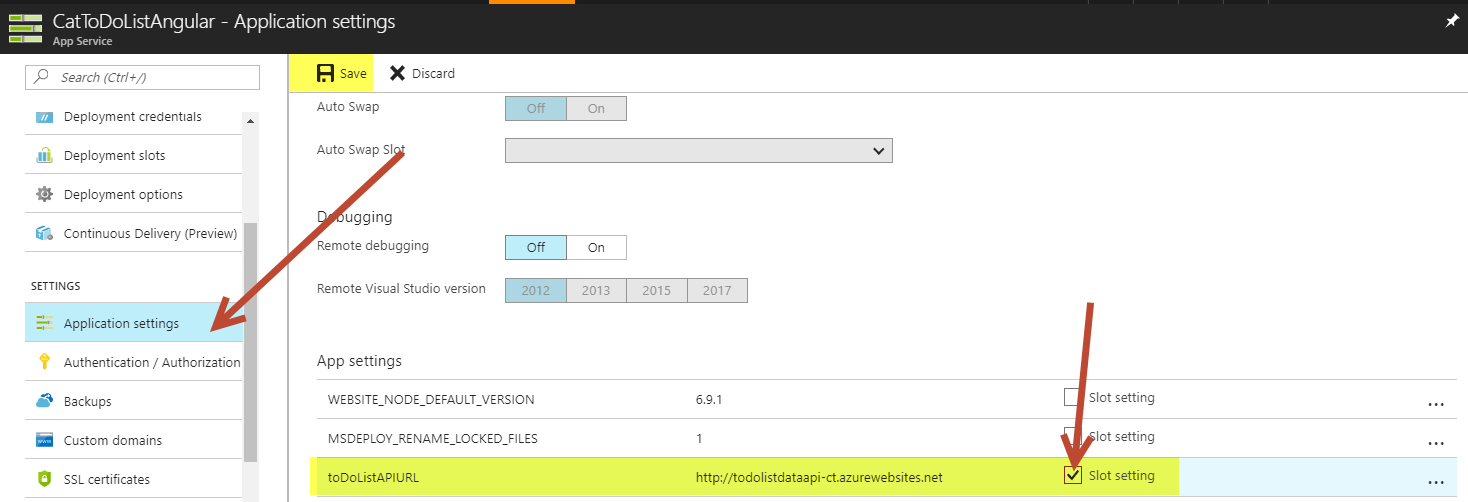 CatToDoListAngular - Application settings
App Service
Search (Ctrl+/)
Deployment credentials
Deployment slots
Deployment options
Continuous Delivery (Preview)
SETTINGS
Application settings
Authentication / Authorization
Backups
Custom domains
SSL certificates
Save Discard
Auto Swap Off On
Auto Swap Slot
Debugging
Remote debugging Off On
Remote Visual Studio version 2012 2013 2015 2017
App settings
WEBSITE_NODE_DEFAULT_VERSION 6.9.1 Slot setting ...
MSDEPLOY_RENAME_LOCKED_FILES 1 Slot setting ...
toDoListAPIURL http://todolistdataapi-ct.azurewebsites.net Slot setting ...